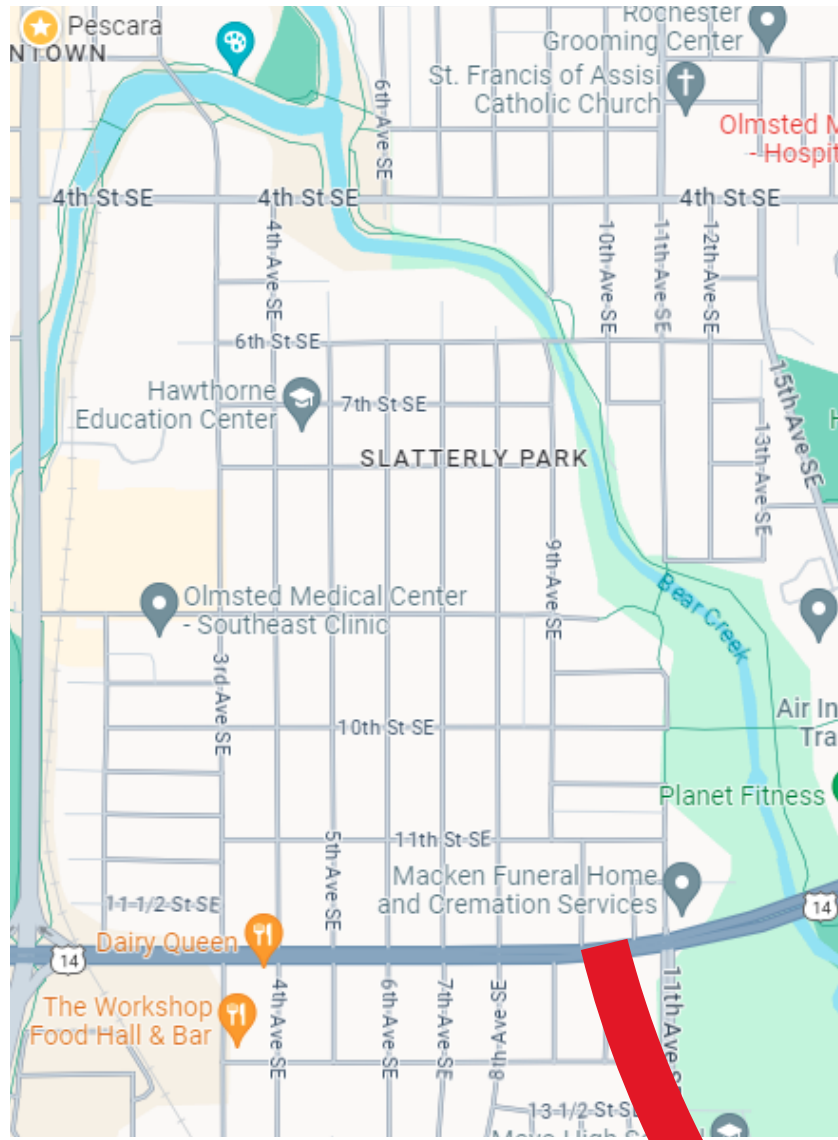 Pescara
NTOWN
Rochester
Grooming Center
St. Francis of Assisi
Catholic Church
6th Ave SE
Olmsted M
- Hospit
4th St SE
4th St SE
4th St SE
4th Ave SE
10th Ave SE
11th Ave SE
12th Ave SE
6th St SE
15th Ave SE
Hawthorne
Education Center
7th St SE
H
SLATTERLY PARK
13th Ave SE
9th Ave SE
Olmsted Medical Center
- Southeast Clinic
Bear Creek
3rd Ave SE
10th St SE
Air In
Tra
Planet Fitness
11th St SE
5th Ave SE
Macken Funeral Home
and Cremation Services
11-1/2 St SE
14
Dairy Queen
14
The Workshop
Food Hall & Bar
4th Ave SE
6th Ave SE
7th Ave SE
8th Ave SE
11th Ave SE
13-1/2 St S